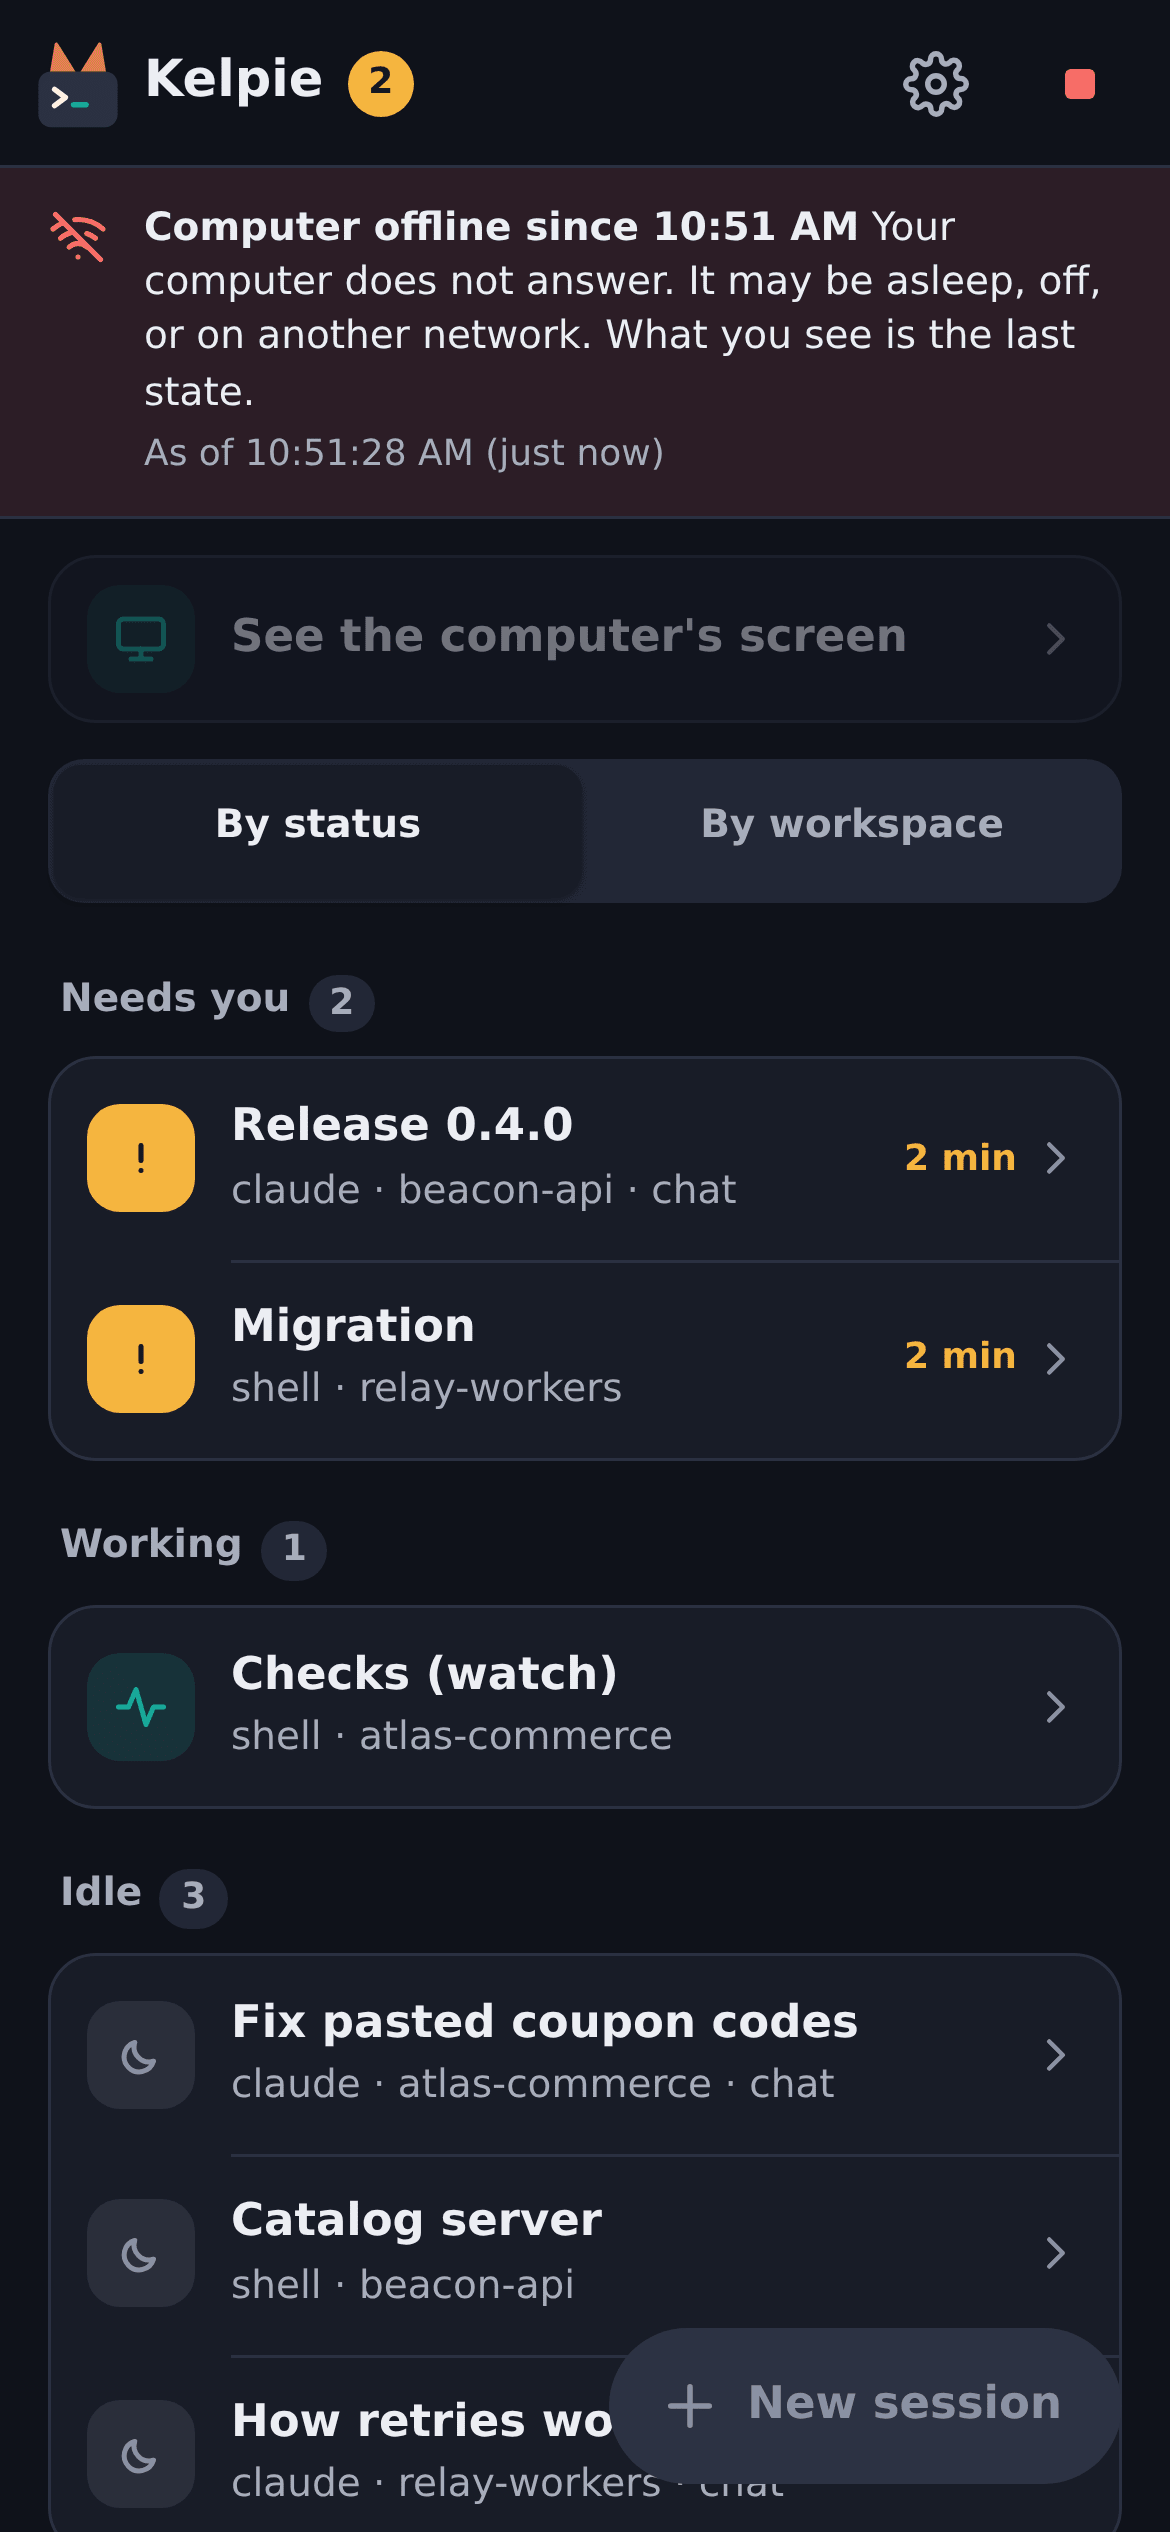 Kelpie 2
Computer offline since 10:51 AM Your
computer does not answer. It may be asleep, off,
or on another network. What you see is the last
state.
As of 10:51:28 AM (just now)
See the computer's screen
By status
By workspace
Needs you 2
Release 0.4.0
claude · beacon-api · chat
2 min
Migration
shell · relay-workers
2 min
Working 1
Checks (watch)
shell · atlas-commerce
Idle 3
Fix pasted coupon codes
claude · atlas-commerce · chat
Catalog server
shell · beacon-api
How retries
claude · relay-workers · chat
New session